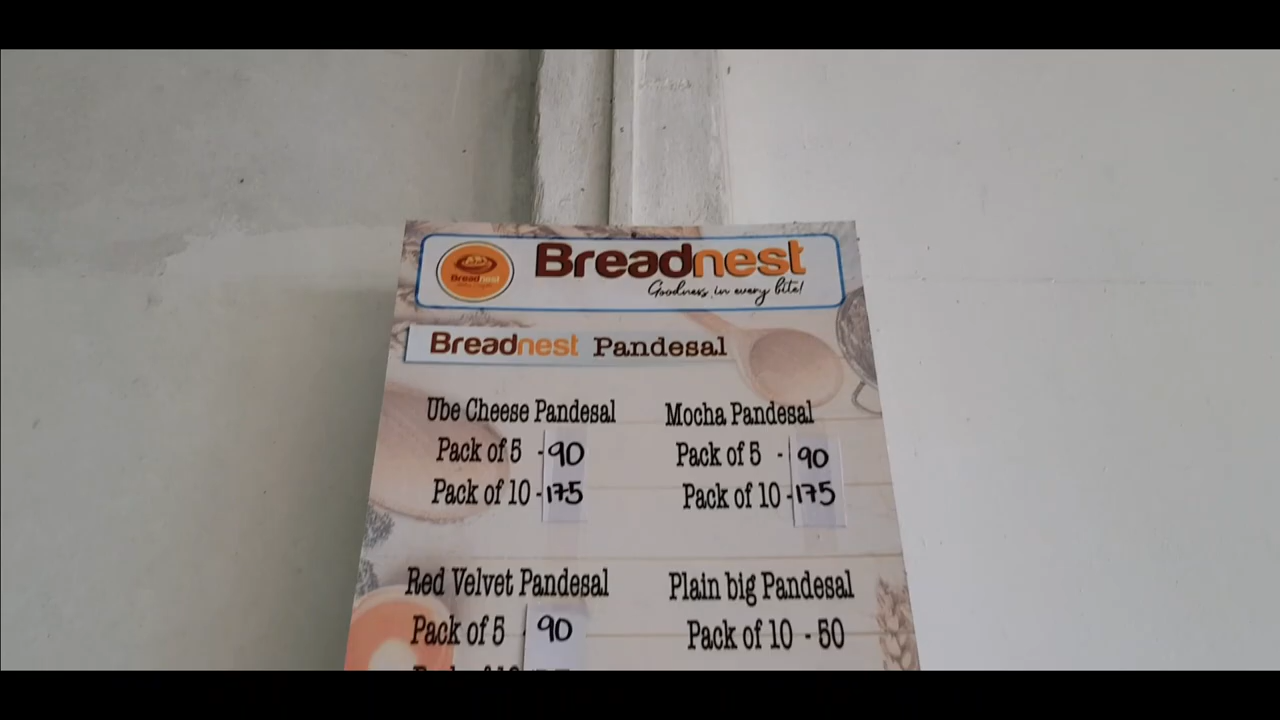 Breadnest
Breadnest
Goodness in every bite!
Breadnest Pandesal
Ube Cheese Pandesal
Pack of 5 - 90
Pack of 10 - 175
Mocha Pandesal
Pack of 5 - 90
Pack of 10 - 175
Red Velvet Pandesal
Pack of 5 - 90
Plain big Pandesal
Pack of 10 - 50